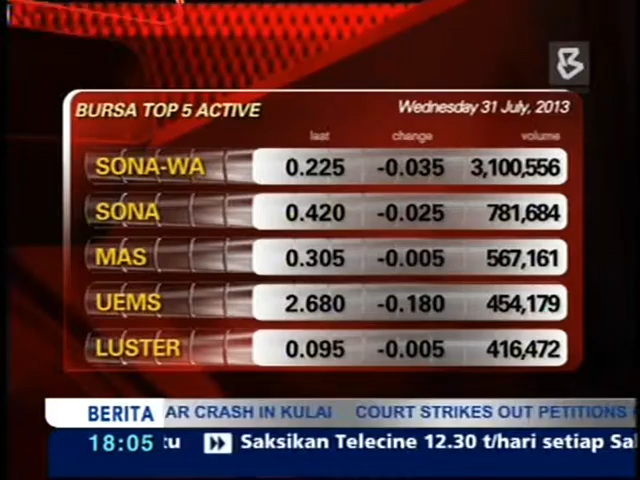 BURSA TOP 5 ACTIVE Wednesday 31 July, 2013
last change volume
SONA-WA 0.225 -0.035 3,100,556
SONA 0.420 -0.025 781,684
MAS 0.305 -0.005 567,161
UEMS 2.680 -0.180 454,179
LUSTER 0.095 -0.005 416,472
BERITA AR CRASH IN KULAI COURT STRIKES OUT PETITIONS
18:05 tu Saksikan Telecine 12.30 t/hari setiap Sa